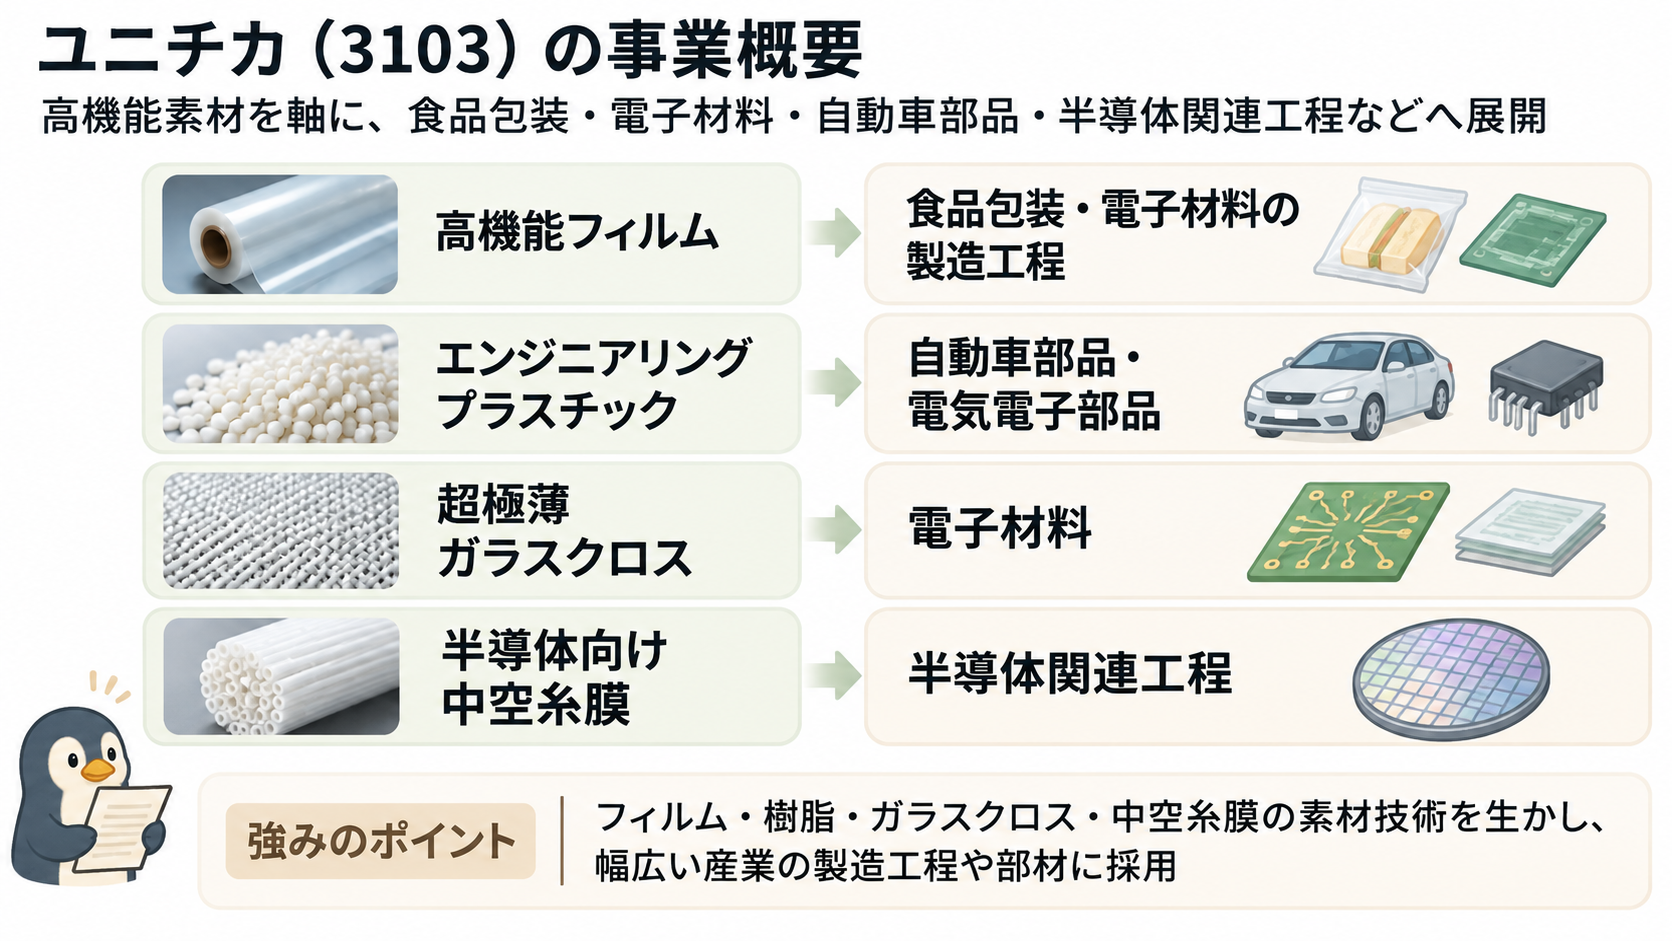 ユニチカ（3103）の事業概要
高機能素材を軸に、食品包装・電子材料・自動車部品・半導体関連工程などへ展開
高機能フィルム
食品包装・電子材料の
製造工程
エンジニアリング
プラスチック
自動車部品・
電気電子部品
超極薄
ガラスクロス
電子材料
半導体向け
中空糸膜
半導体関連工程
強みのポイント
フィルム・樹脂・ガラスクロス・中空糸膜の素材技術を生かし、
幅広い産業の製造工程や部材に採用